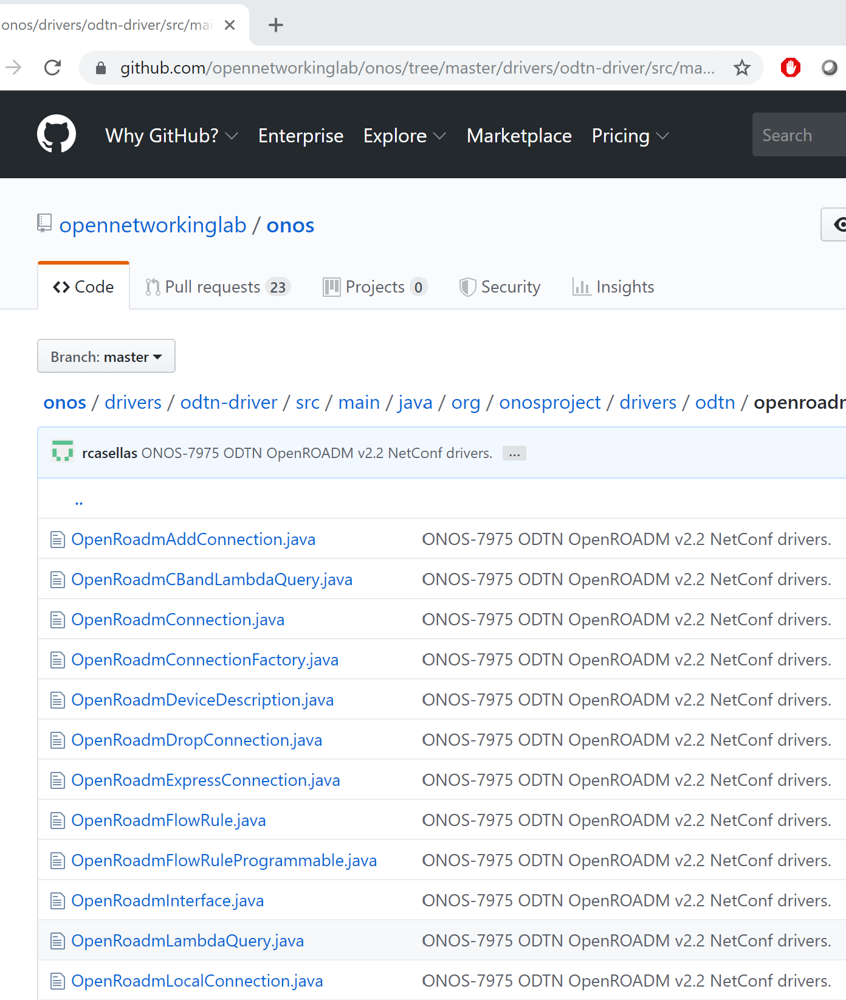 onos/drivers/odtn-driver/src/mai
github.com/opennetworkinglab/onos/tree/master/drivers/odtn-driver/src/ma...
Why GitHub? Enterprise Explore Marketplace Pricing Search
opennetworkinglab / onos
Code Pull requests 23 Projects 0 Security Insights
Branch: master
onos / drivers / odtn-driver / src / main / java / org / onosproject / drivers / odtn /
rcasellas ONOS-7975 ODTN OpenROADM v2.2 NetConf drivers. ...
..
OpenRoadmAddConnection.java ONOS-7975 ODTN OpenROADM v2.2 NetConf drivers.
OpenRoadmCBandLambdaQuery.java ONOS-7975 ODTN OpenROADM v2.2 NetConf drivers.
OpenRoadmConnection.java ONOS-7975 ODTN OpenROADM v2.2 NetConf drivers.
OpenRoadmConnectionFactory.java ONOS-7975 ODTN OpenROADM v2.2 NetConf drivers.
OpenRoadmDeviceDescription.java ONOS-7975 ODTN OpenROADM v2.2 NetConf drivers.
OpenRoadmDropConnection.java ONOS-7975 ODTN OpenROADM v2.2 NetConf drivers.
OpenRoadmExpressConnection.java ONOS-7975 ODTN OpenROADM v2.2 NetConf drivers.
OpenRoadmFlowRule.java ONOS-7975 ODTN OpenROADM v2.2 NetConf drivers.
OpenRoadmFlowRuleProgrammable.java ONOS-7975 ODTN OpenROADM v2.2 NetConf drivers.
OpenRoadmInterface.java ONOS-7975 ODTN OpenROADM v2.2 NetConf drivers.
OpenRoadmLambdaQuery.java ONOS-7975 ODTN OpenROADM v2.2 NetConf drivers.
OpenRoadmLocalConnection.java ONOS-7975 ODTN OpenROADM v2.2 NetConf drivers.